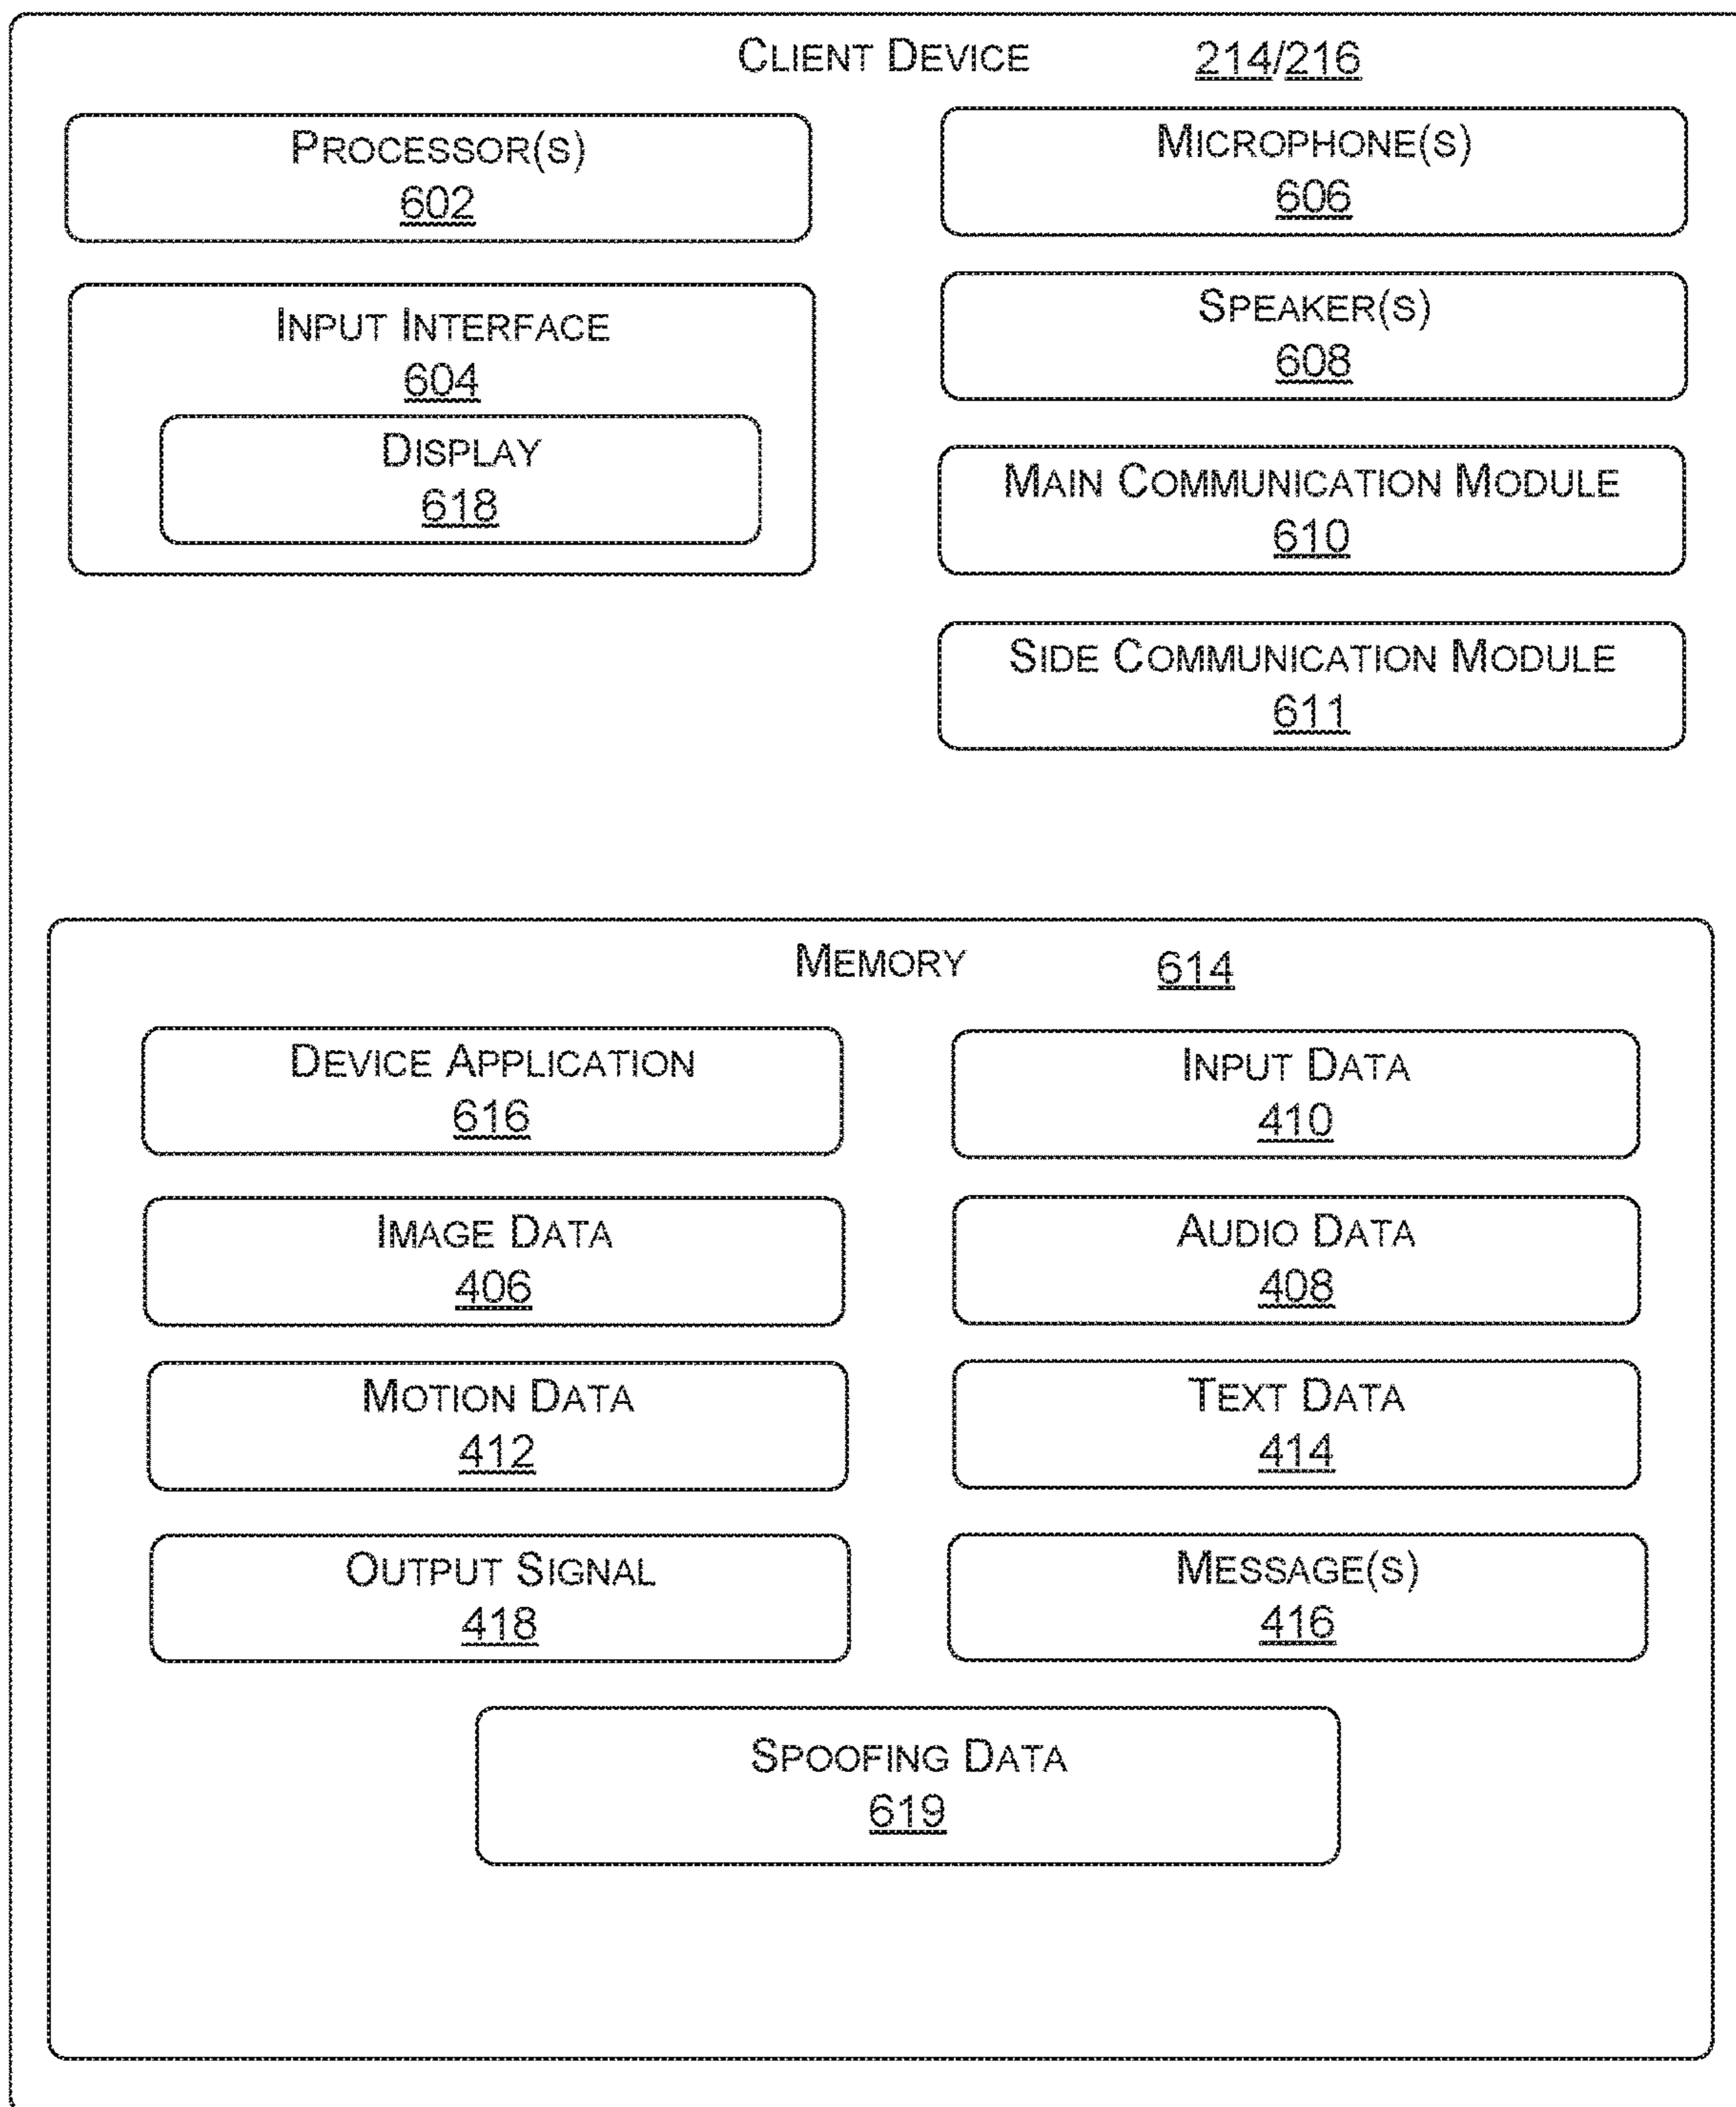 CLIENT DEVICE 214/216
PROCESSOR(S)
602
MICROPHONE(S)
606
INPUT INTERFACE
604
DISPLAY
618
SPEAKER(S)
608
MAIN COMMUNICATION MODULE
610
SIDE COMMUNICATION MODULE
611
MEMORY 614
DEVICE APPLICATION
616
INPUT DATA
410
IMAGE DATA
406
AUDIO DATA
408
MOTION DATA
412
TEXT DATA
414
OUTPUT SIGNAL
418
MESSAGE(S)
416
SPOOFING DATA
619